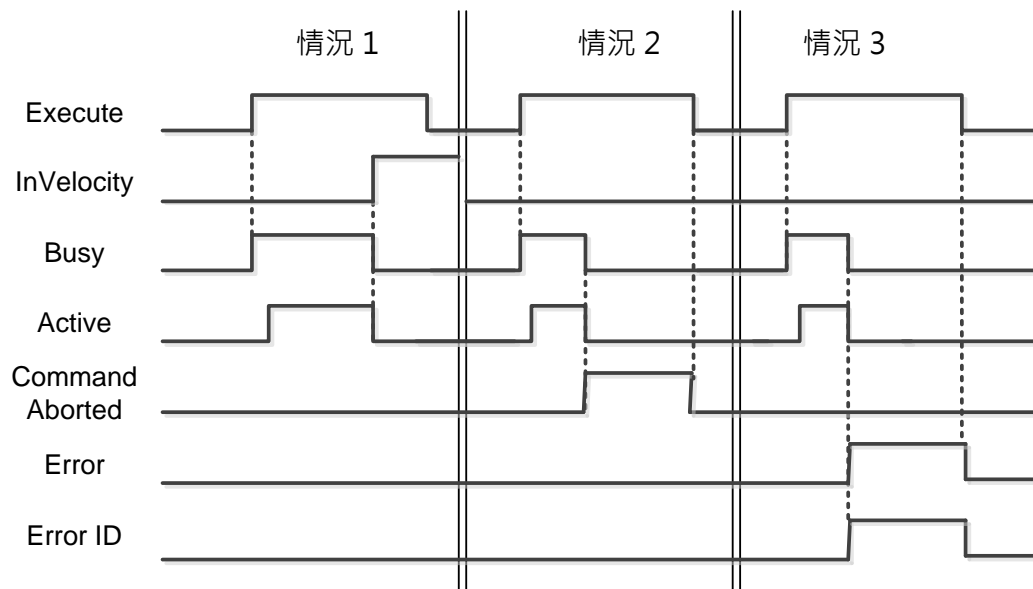 情況 1
情況 2
情況 3
Execute
InVelocity
Busy
Active
Command
Aborted
Error
Error ID